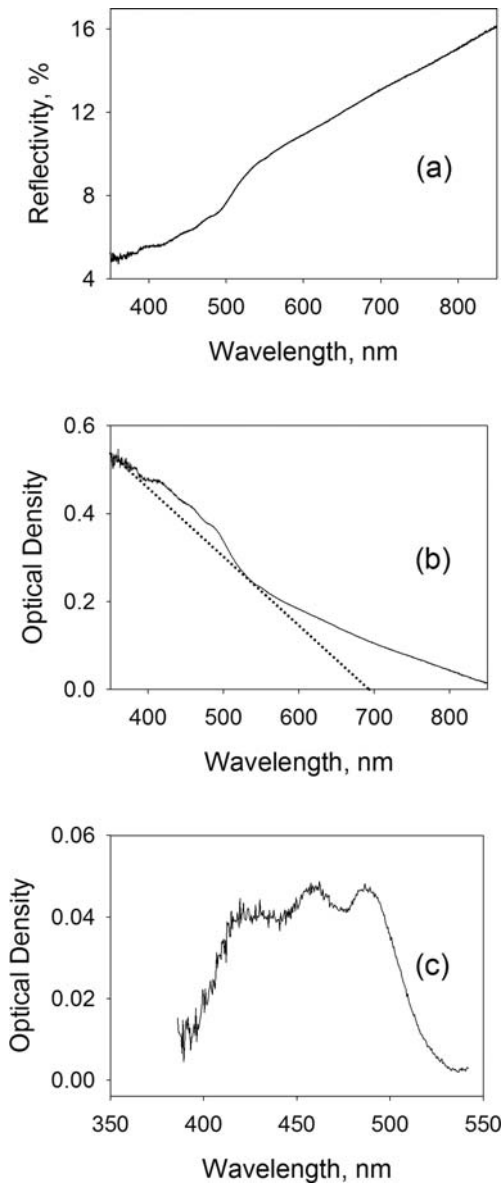 16
12
8
4
Reflectivity, %
(a)
400 500 600 700 800
Wavelength, nm
0.6
0.4
0.2
0.0
Optical Density
(b)
400 500 600 700 800
Wavelength, nm
0.06
0.04
0.02
0.00
Optical Density
(c)
350 400 450 500 550
Wavelength, nm